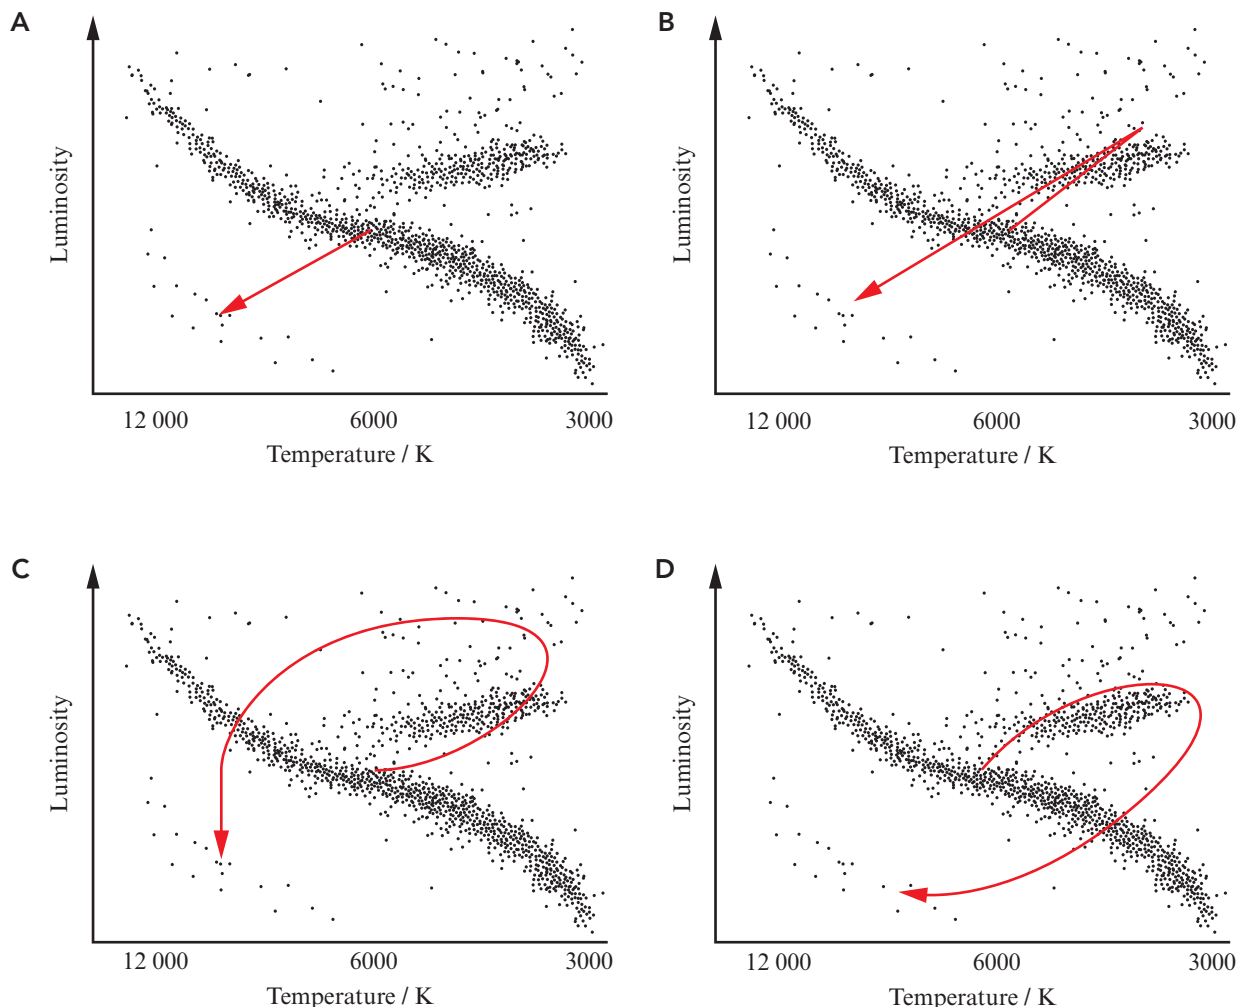 A
Luminosity
12 000 6000 3000
Temperature / K
B
Luminosity
12 000 6000 3000
Temperature / K
C
Luminosity
12 000 6000 3000
Temperature / K
D
Luminosity
12 000 6000 3000
Temperature / K